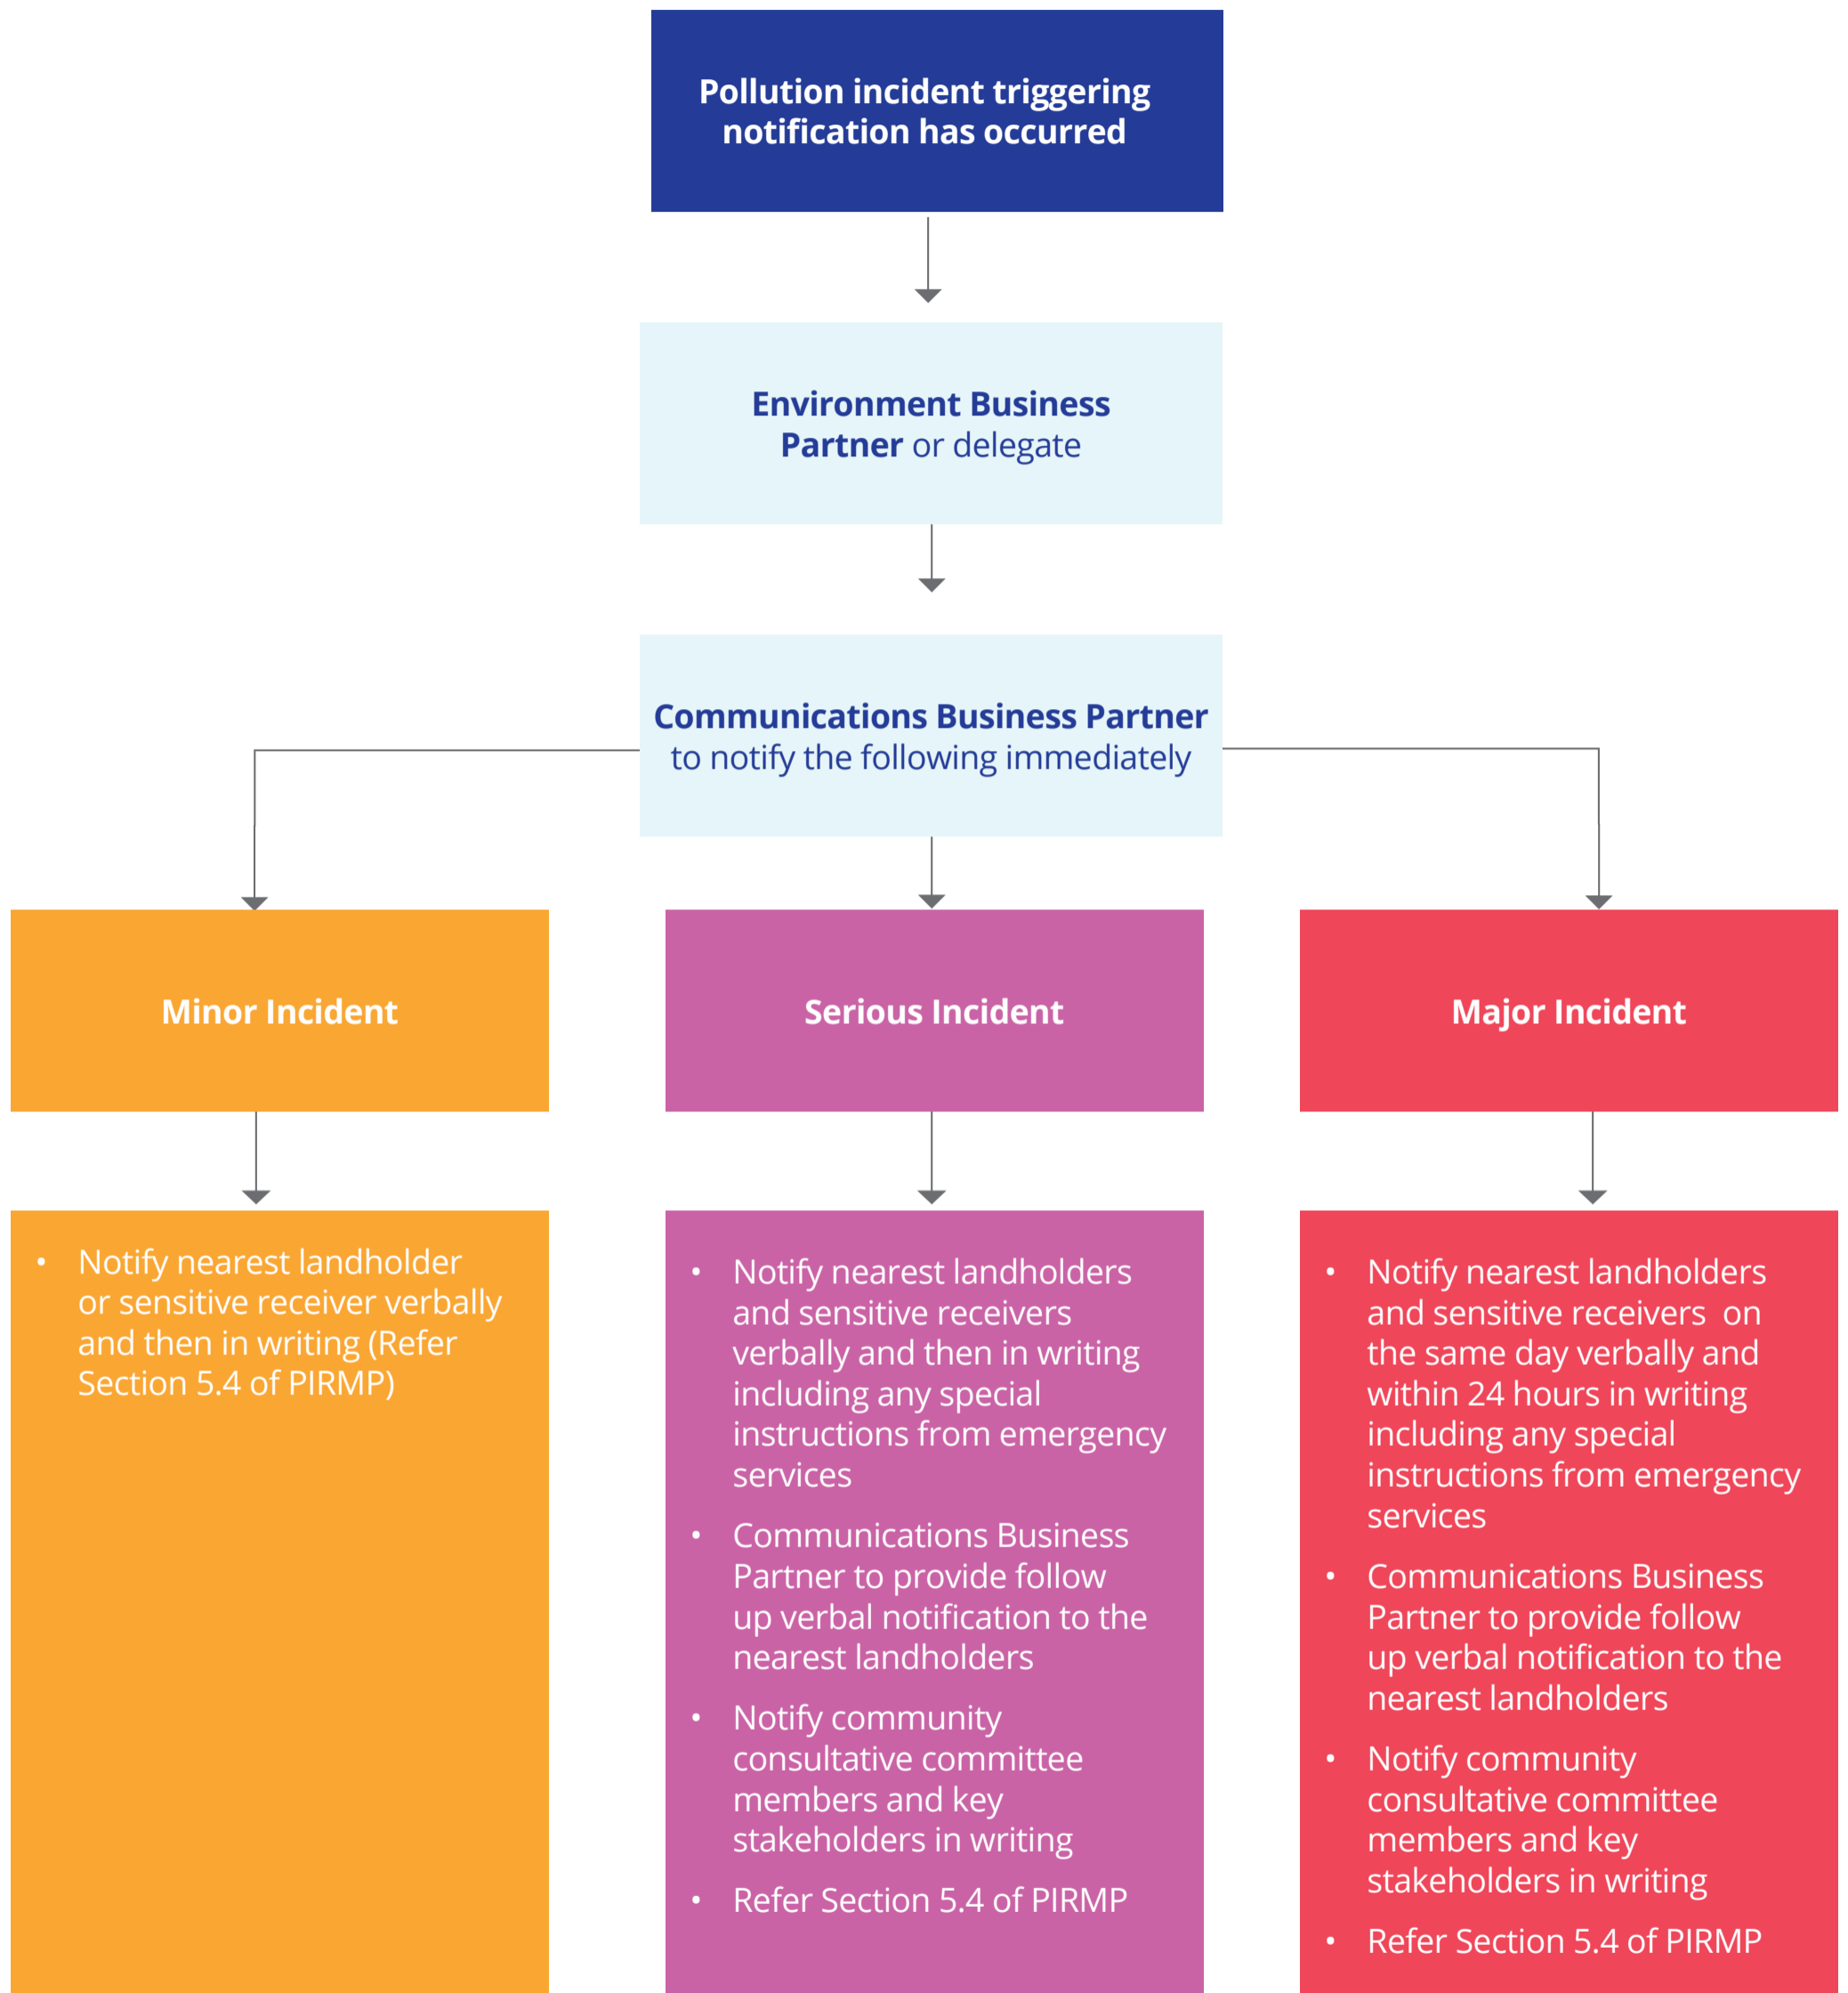 Pollution incident triggering
notification has occurred
Environment Business
Partner or delegate
Communications Business Partner
to notify the following immediately
Minor Incident
Serious Incident
Major Incident
• Notify nearest landholder
or sensitive receiver verbally
and then in writing (Refer
Section 5.4 of PIRMP)
• Notify nearest landholders
and sensitive receivers
verbally and then in writing
including any special
instructions from emergency
services
• Communications Business
Partner to provide follow
up verbal notification to the
nearest landholders
• Notify community
consultative committee
members and key
stakeholders in writing
• Refer Section 5.4 of PIRMP
• Notify nearest landholders
and sensitive receivers  on
the same day verbally and
within 24 hours in writing
including any special
instructions from emergency
services
• Communications Business
Partner to provide follow
up verbal notification to the
nearest landholders
• Notify community
consultative committee
members and key
stakeholders in writing
• Refer Section 5.4 of PIRMP